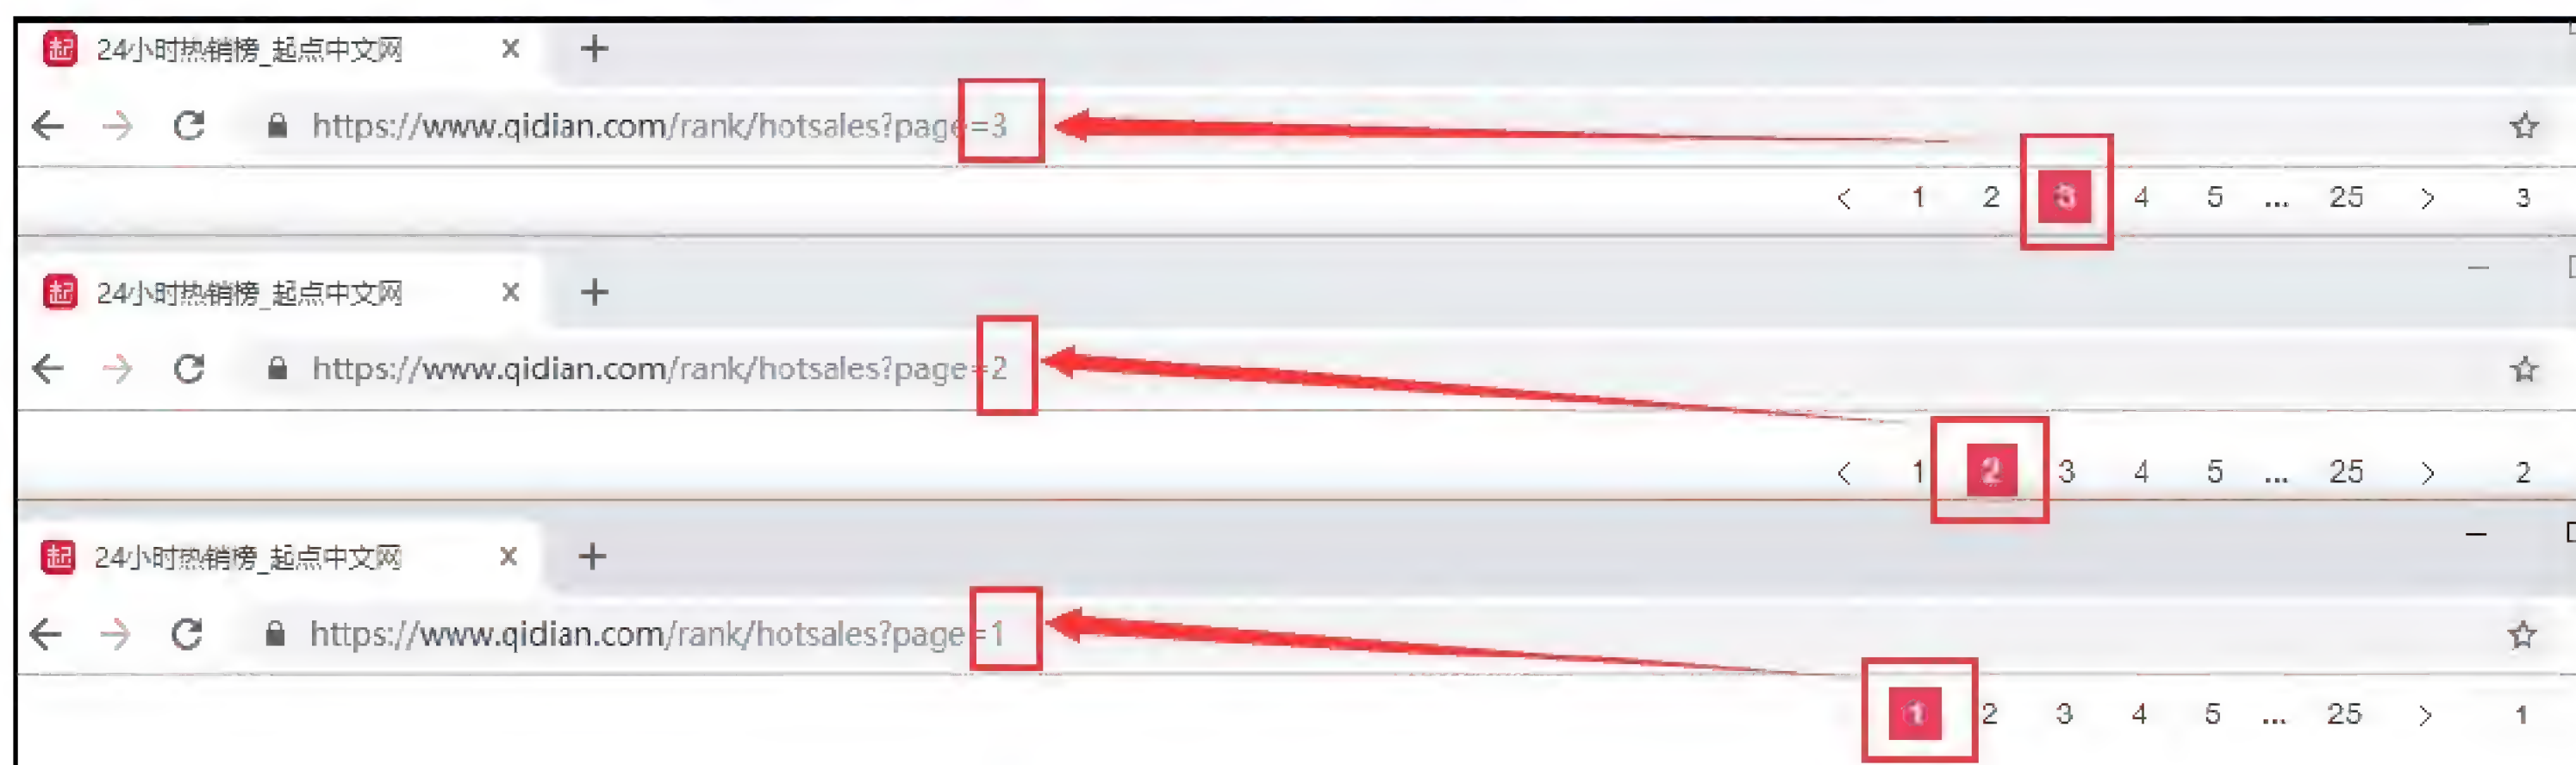 起 24小时热销榜_起点中文网 × +
https://www.qidian.com/rank/hotsales?page=3
< 1 2 3 4 5 ... 25 > 3
起 24小时热销榜_起点中文网 × +
https://www.qidian.com/rank/hotsales?page=2
< 1 2 3 4 5 ... 25 > 2
起 24小时热销榜_起点中文网 × +
https://www.qidian.com/rank/hotsales?page=1
1 2 3 4 5 ... 25 > 1